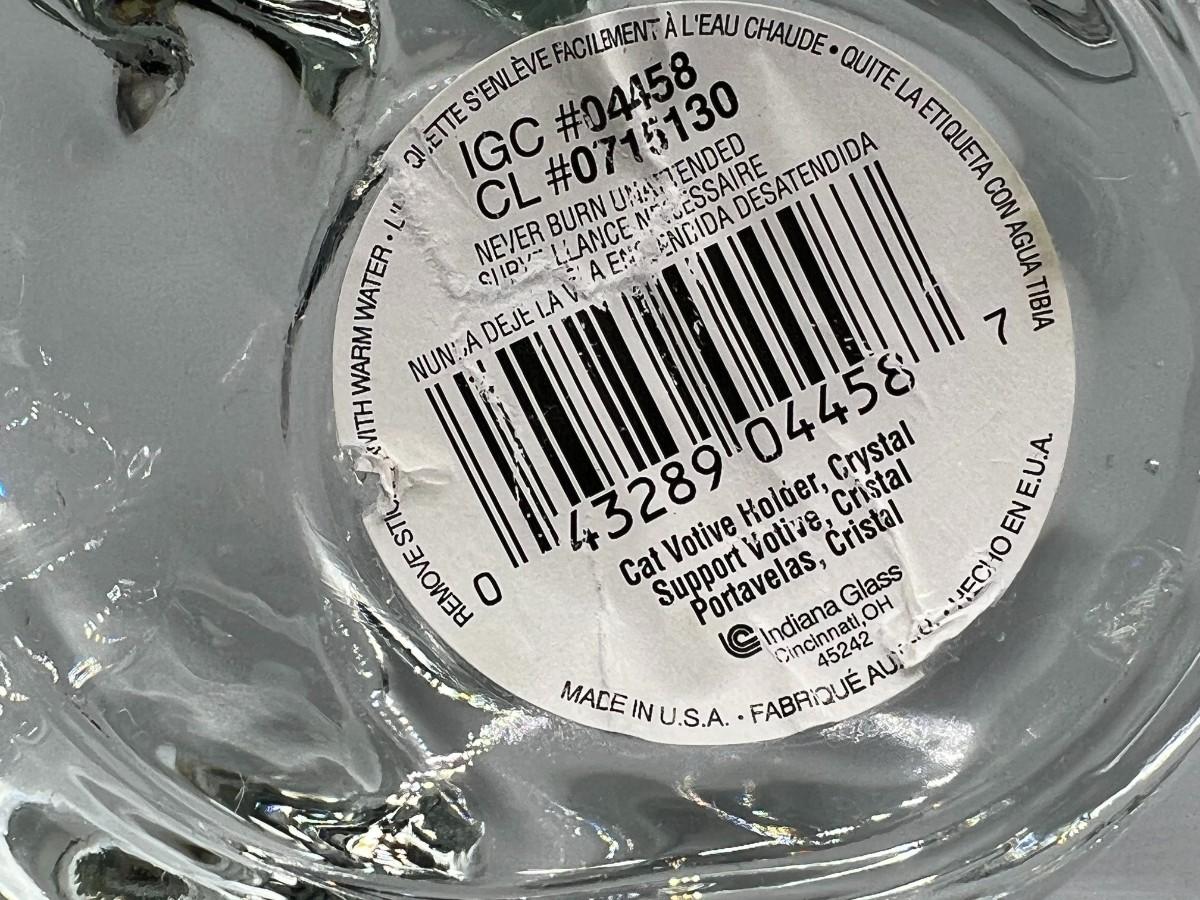 REMOVE WITH WARM WATER • QUETTE S'ENLÈVE FACILEMENT À L'EAU CHAUDE • QUITE LA ETIQUETA CON AGUA TIBIA
IGC #04458
CL #0715130
NEVER BURN UNATTENDED
SURVEILLANCE NÉCESSAIRE
NUNCA DEJE LA VELA ENCENDIDA DESATENDIDA
0 43289 04458 7
Cat Votive Holder, Crystal
Support Votive, Cristal
Portavelas, Cristal
Indiana Glass
Cincinnati, OH
45242
MADE IN U.S.A. • FABRIQUÉ AUX • HECHO EN E.U.A.